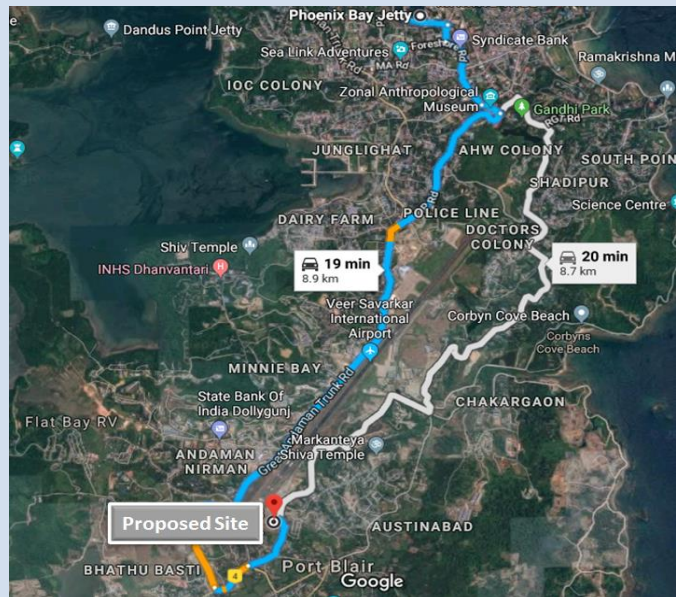 Phoenix Bay Jetty
Dandus Point Jetty
Syndicate Bank
Sea Link Adventures
MA Rd
Ramakrishna M
IOC COLONY
Zonal Anthropological
Museum
Gandhi Park
RGT Rd
JUNGLIGHAT
AHW COLONY
SOUTH POIN
SHADIPUR
Science Centre
DAIRY FARM
POLICE LINE
DOCTORS
COLONY
Shiv Temple
INHS Dhanvantari
H
19 min
8.9 km
20 min
8.7 km
Veer Savarkar
International
Airport
Corbyn Cove Beach
Corbyns
Cove Beach
MINNIE BAY
State Bank Of
India Dollygunj
Great Andaman Trunk Rd
CHAKARGAON
Flat Bay RV
Markanteya
Shiva Temple
ANDAMAN
NIRMAN
Proposed Site
AUSTINABAD
BHATHU BASTI
4
Port Blair
Google